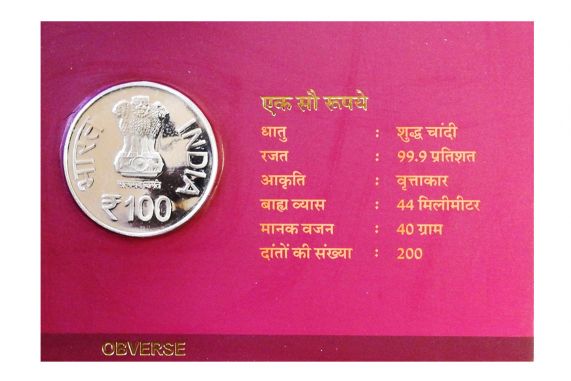 भारत
INDIA
सत्यमेव जयते
₹100
एक सौ रूपये
धातु : शुद्ध चांदी
रजत : 99.9 प्रतिशत
आकृति : वृत्ताकार
बाह्य व्यास : 44 मिलीमीटर
मानक वजन : 40 ग्राम
दांतों की संख्या : 200
OBVERSE